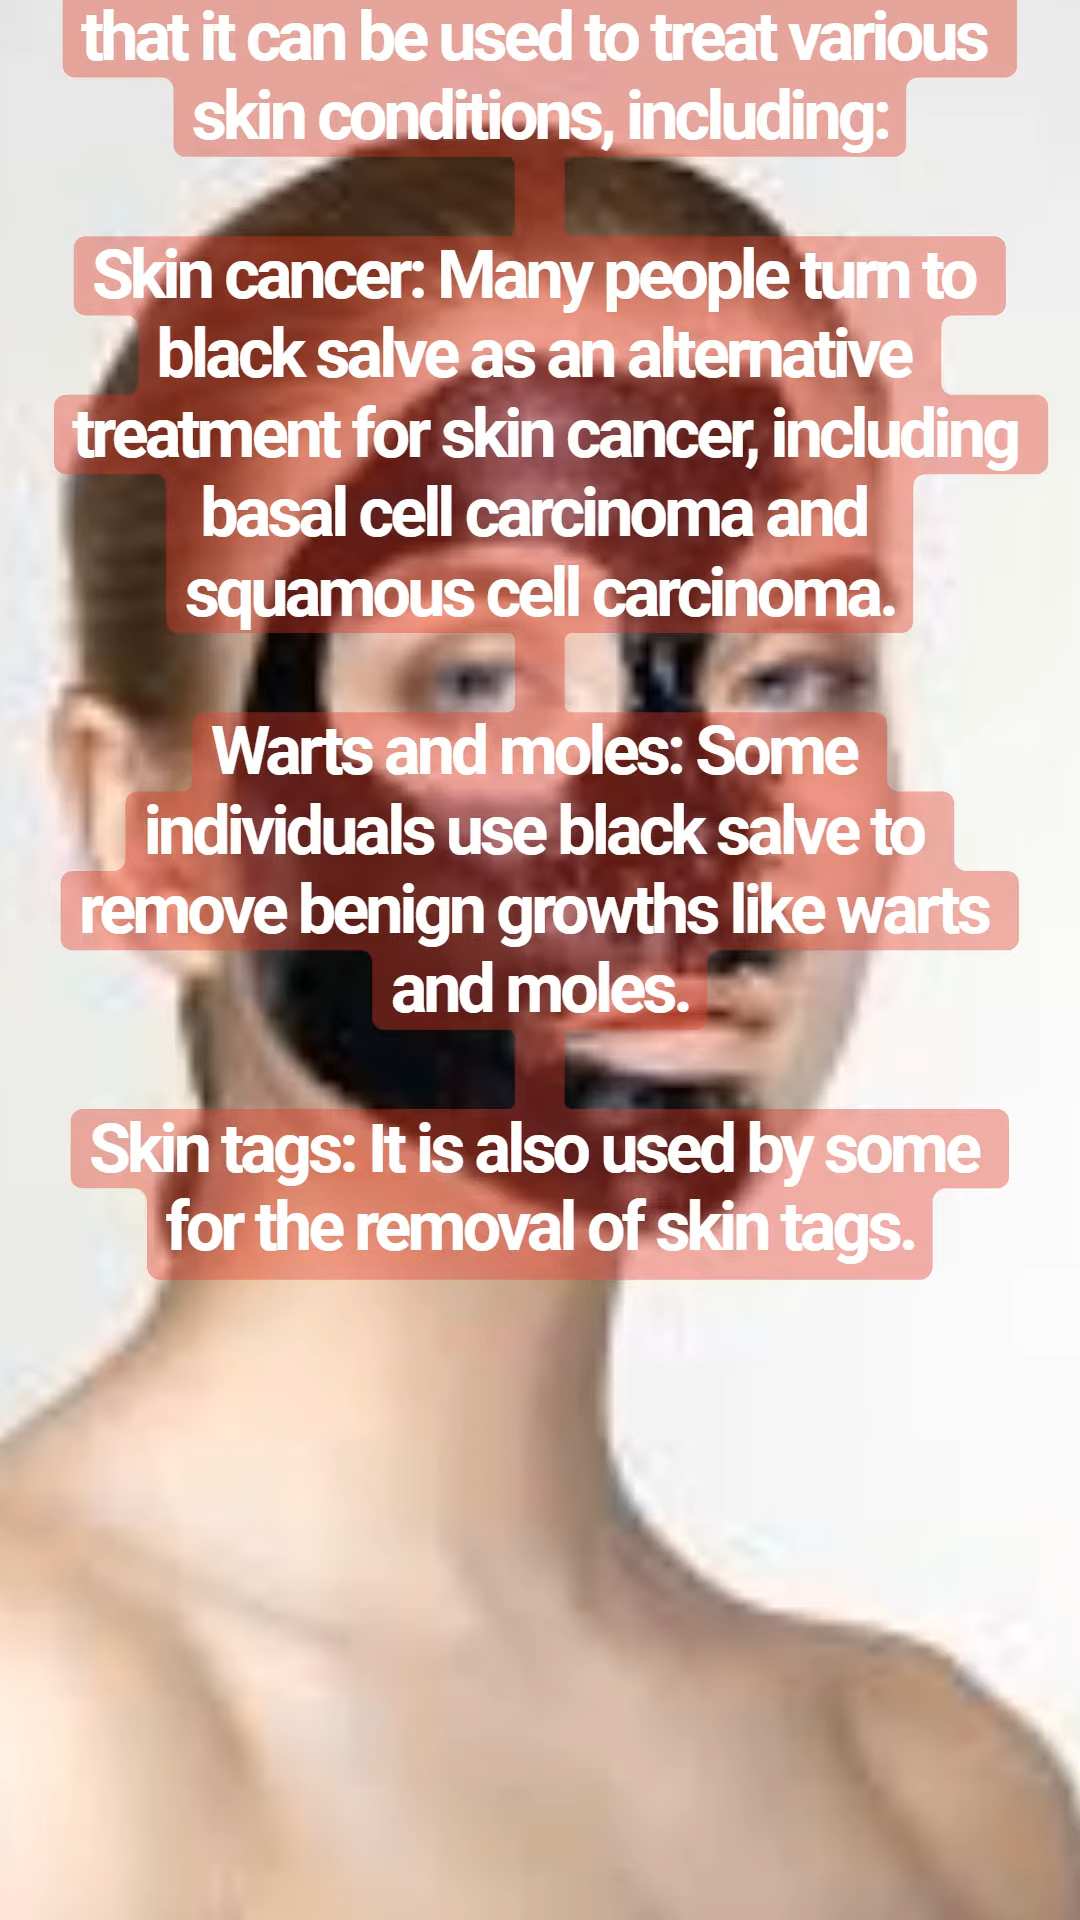 that it can be used to treat various
skin conditions, including:
Skin cancer: Many people turn to
black salve as an alternative
treatment for skin cancer, including
basal cell carcinoma and
squamous cell carcinoma.
Warts and moles: Some
individuals use black salve to
remove benign growths like warts
and moles.
Skin tags: It is also used by some
for the removal of skin tags.